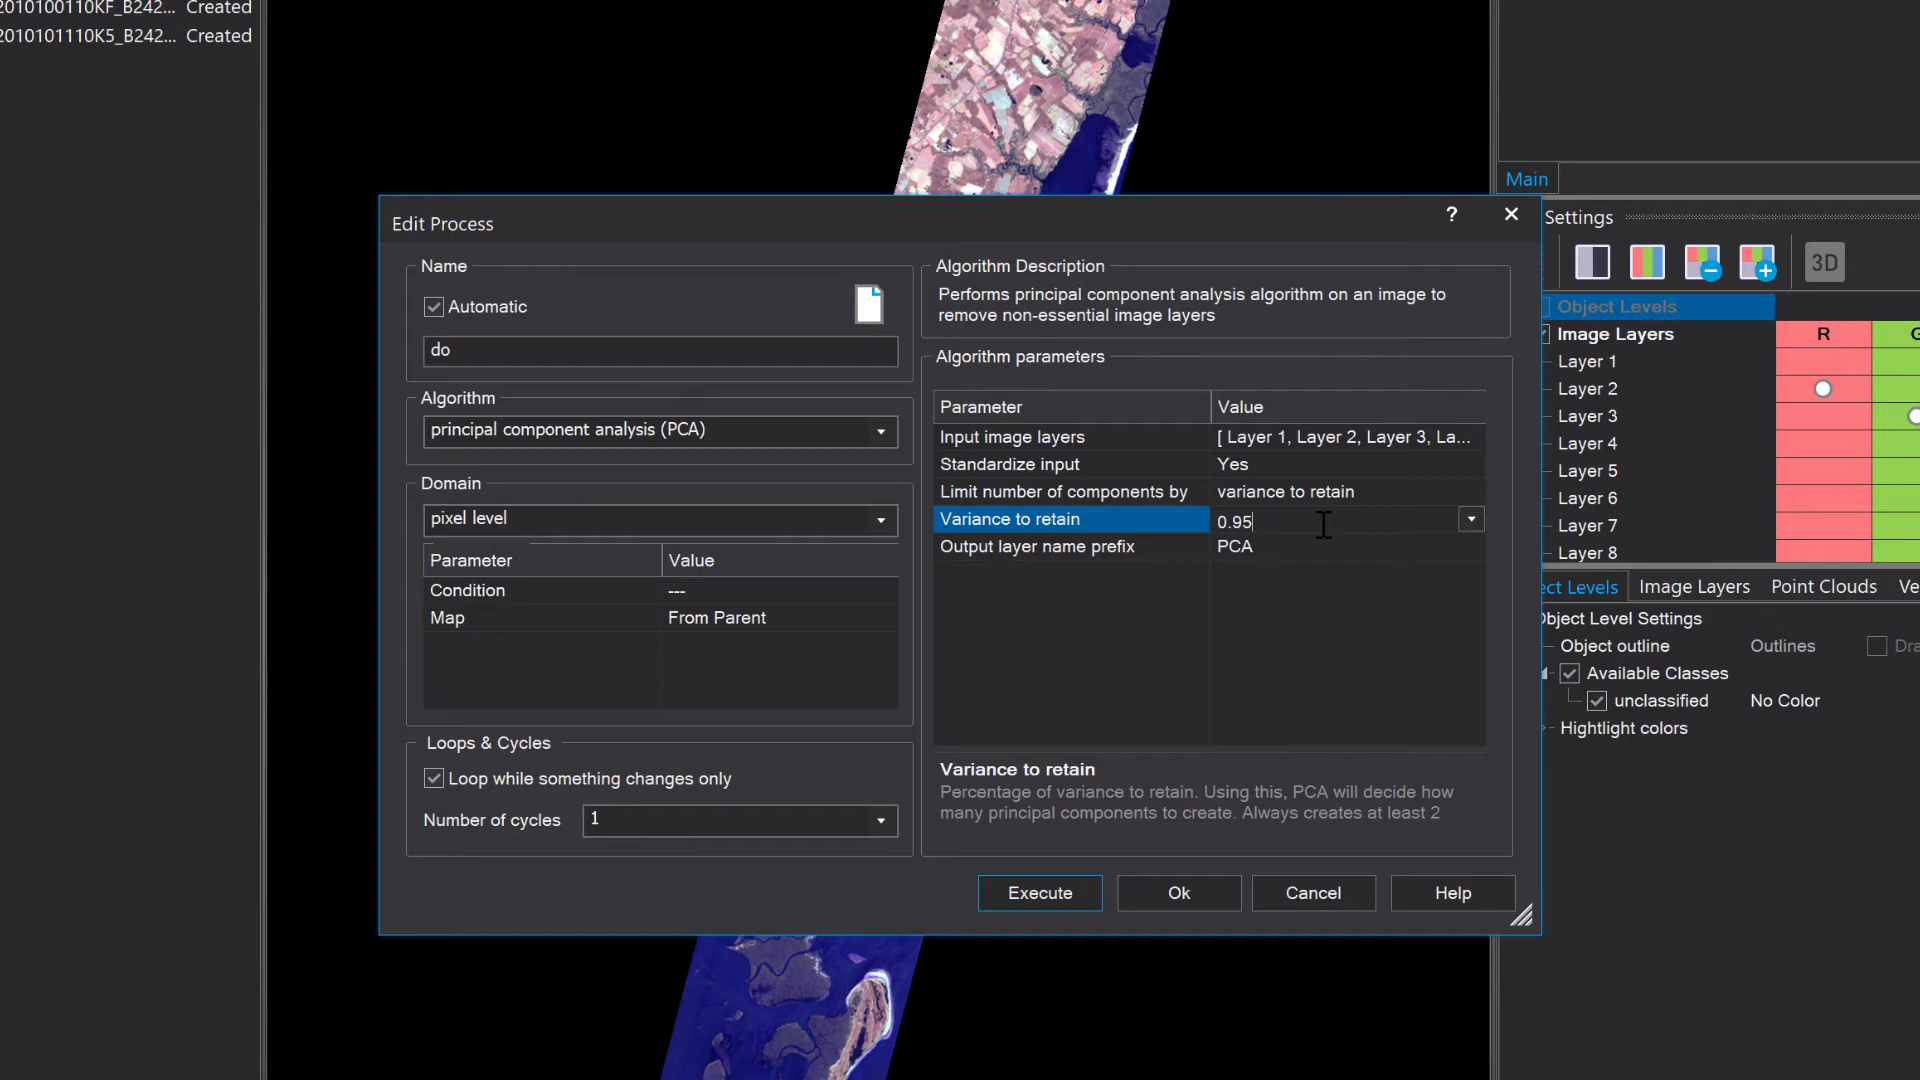 2010100110KF_B242... Created
2010101110K5_B242... Created
Edit Process
?
Name
Automatic
do
Algorithm
principal component analysis (PCA)
Domain
pixel level
Parameter Value
Condition ---
Map From Parent
Loops & Cycles
Loop while something changes only
Number of cycles 1
Algorithm Description
Performs principal component analysis algorithm on an image to
remove non-essential image layers
Algorithm parameters
Parameter Value
Input image layers [ Layer 1, Layer 2, Layer 3, La...
Standardize input Yes
Limit number of components by variance to retain
Variance to retain 0.95
Output layer name prefix PCA
Variance to retain
Percentage of variance to retain. Using this, PCA will decide how
many principal components to create. Always creates at least 2
Execute Ok Cancel Help
Main
Settings
3D
Object Levels
Image Layers R G
Layer 1
Layer 2
Layer 3
Layer 4
Layer 5
Layer 6
Layer 7
Layer 8
ect Levels Image Layers Point Clouds Ve
Object Level Settings
Object outline Outlines Dra
Available Classes
unclassified No Color
Hightlight colors